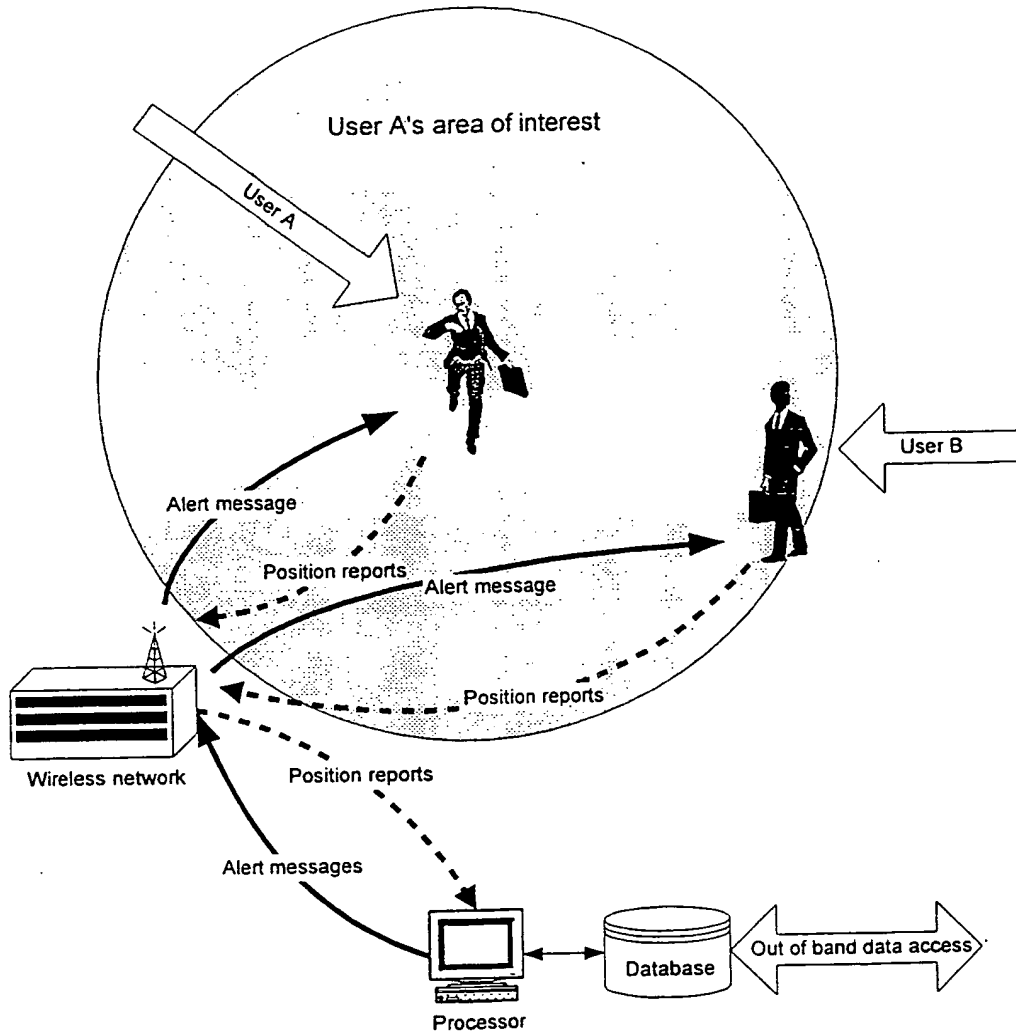 User A's area of interest
User A
User B
Alert message
Position reports
Alert message
Position reports
Wireless network
Position reports
Alert messages
Database
Out of band data access
Processor